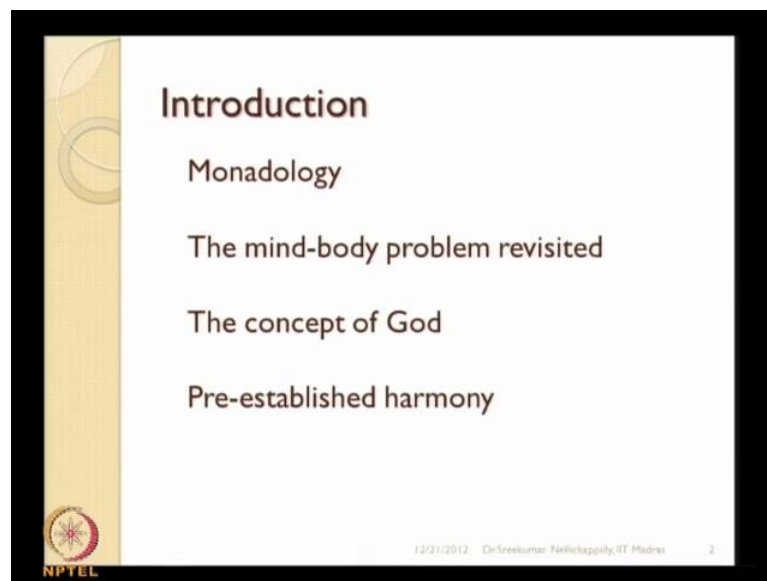 Introduction
Monadology
The mind-body problem revisited
The concept of God
Pre-established harmony
12/21/2012 Dr.Sreekumar Nellickappilly, IIT Madras 2
NPTEL